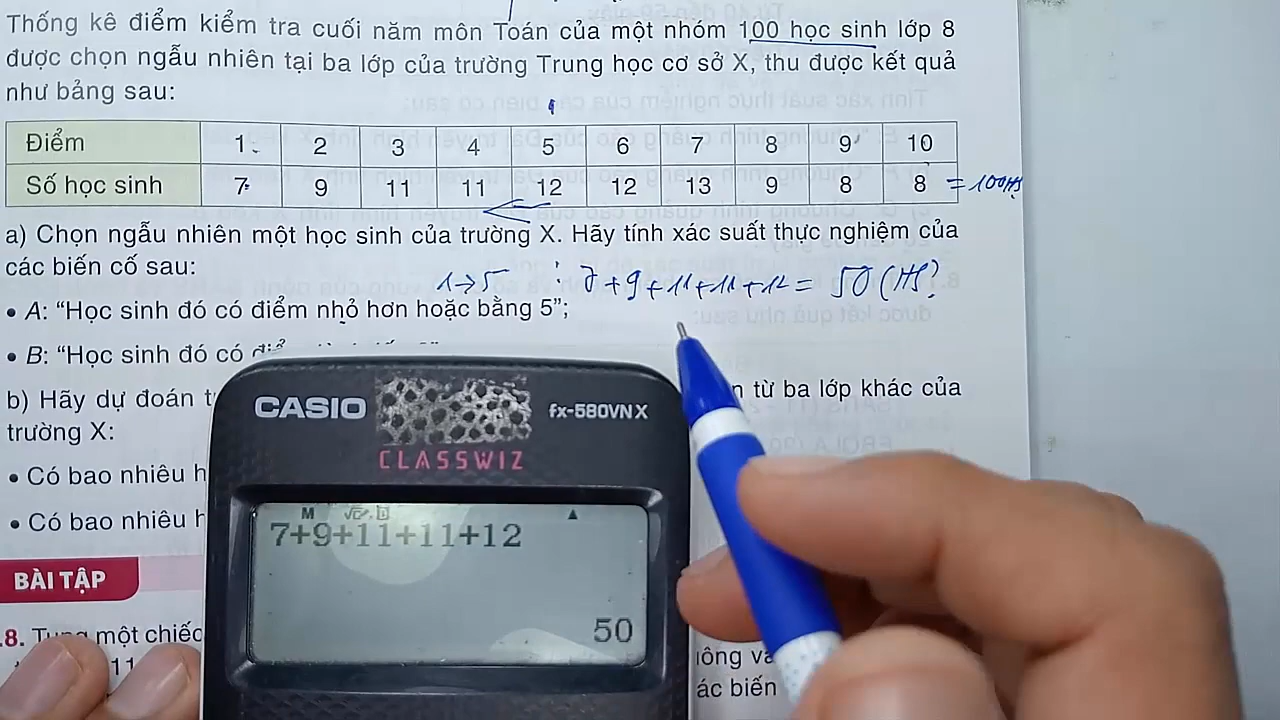 Thống kê điểm kiểm tra cuối năm môn Toán của một nhóm 100 học sinh lớp 8
được chọn ngẫu nhiên tại ba lớp của trường Trung học cơ sở X, thu được kết quả
như bảng sau:
Điểm 1 2 3 4 5 6 7 8 9 10
Số học sinh 7 9 11 11 12 12 13 9 8 8 = 100HS
a) Chọn ngẫu nhiên một học sinh của trường X. Hãy tính xác suất thực nghiệm của
các biến cố sau:
1→5 : 7+9+11+11+12 = 50 (HS)
• A: “Học sinh đó có điểm nhỏ hơn hoặc bằng 5”;
• B: “Học sinh đó có
b) Hãy dự đoán từ ba lớp khác của
trường X:
• Có bao nhiêu
• Có bao nhiêu
CASIO fx-580VN X
CLASSWIZ
M
7+9+11+11+12
50
BÀI TẬP
.8. một
11